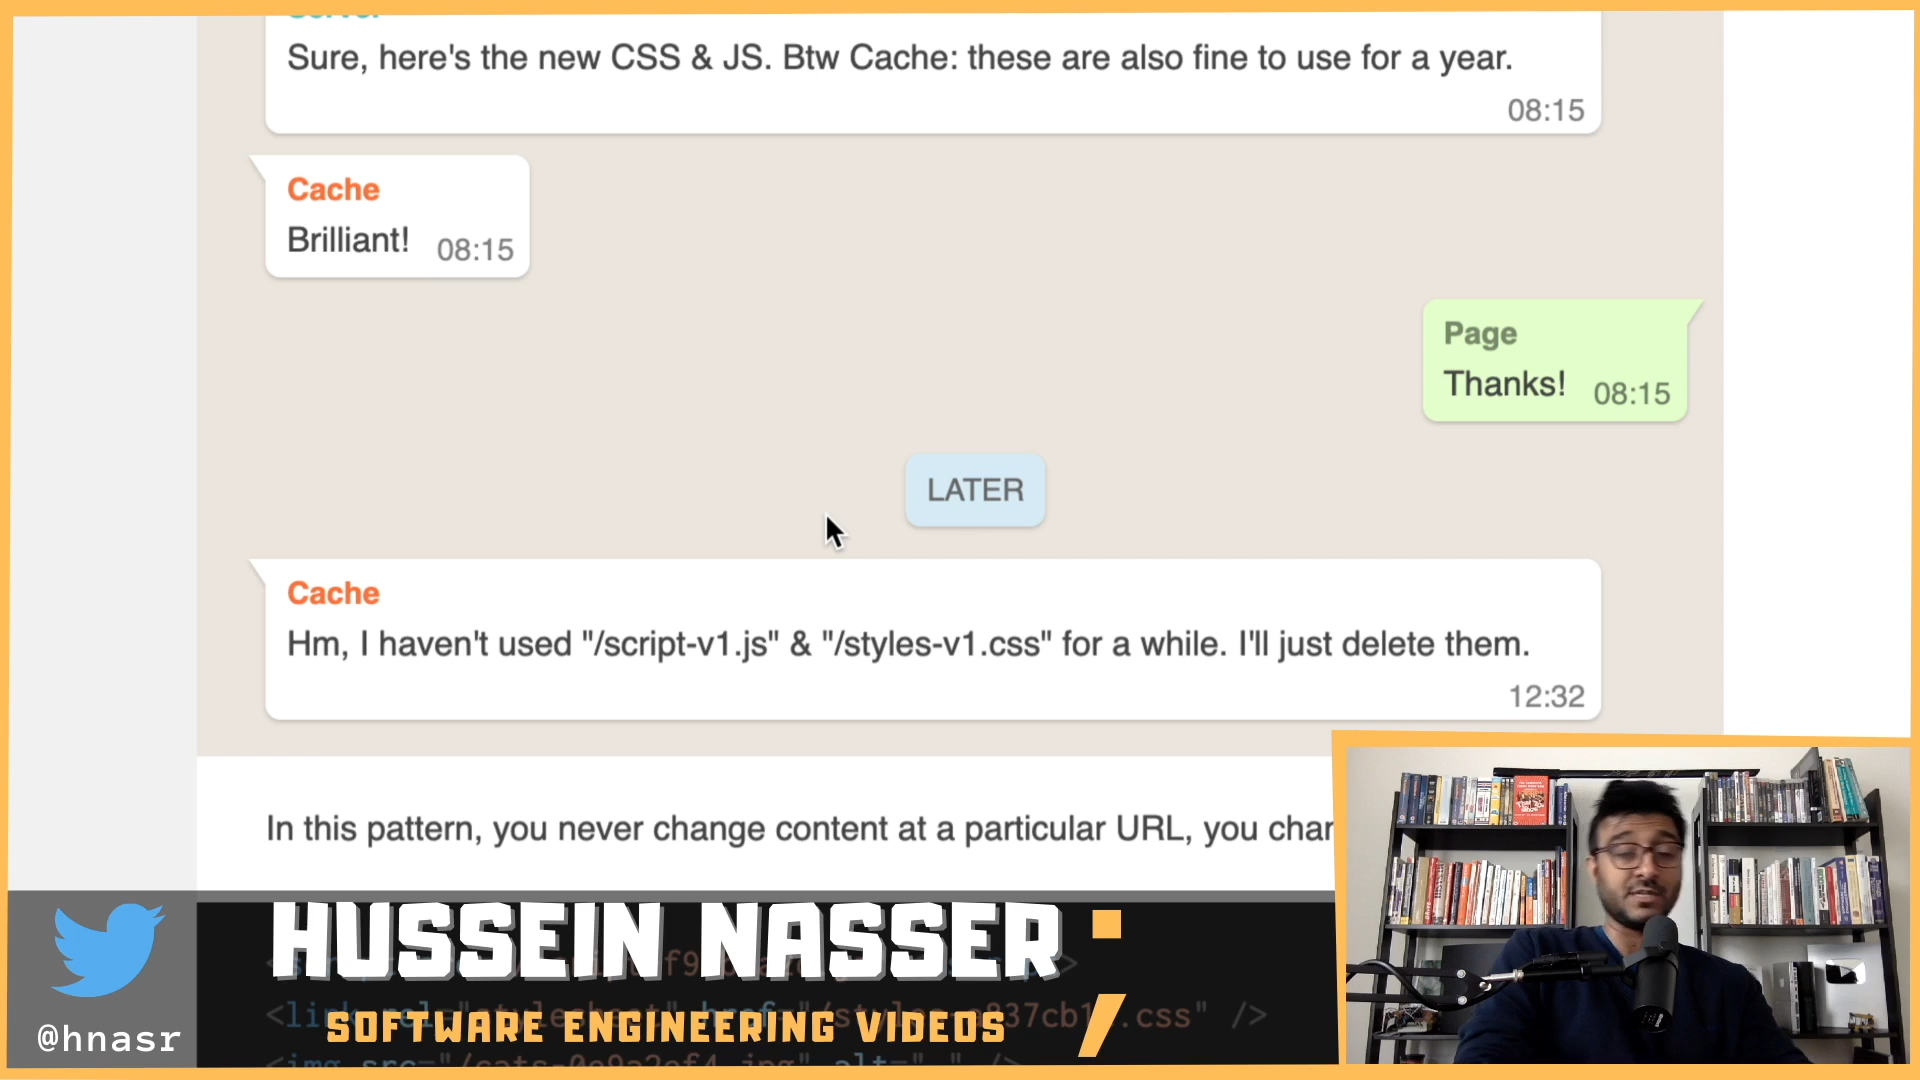 Server
Sure, here's the new CSS & JS. Btw Cache: these are also fine to use for a year.
08:15
Cache
Brilliant! 08:15
Page
Thanks! 08:15
LATER
Cache
Hm, I haven't used "/script-v1.js" & "/styles-v1.css" for a while. I'll just delete them.
12:32
In this pattern, you never change content at a particular URL, you
HUSSEIN NASSER
SOFTWARE ENGINEERING VIDEOS
;
.css" />
@hnasr